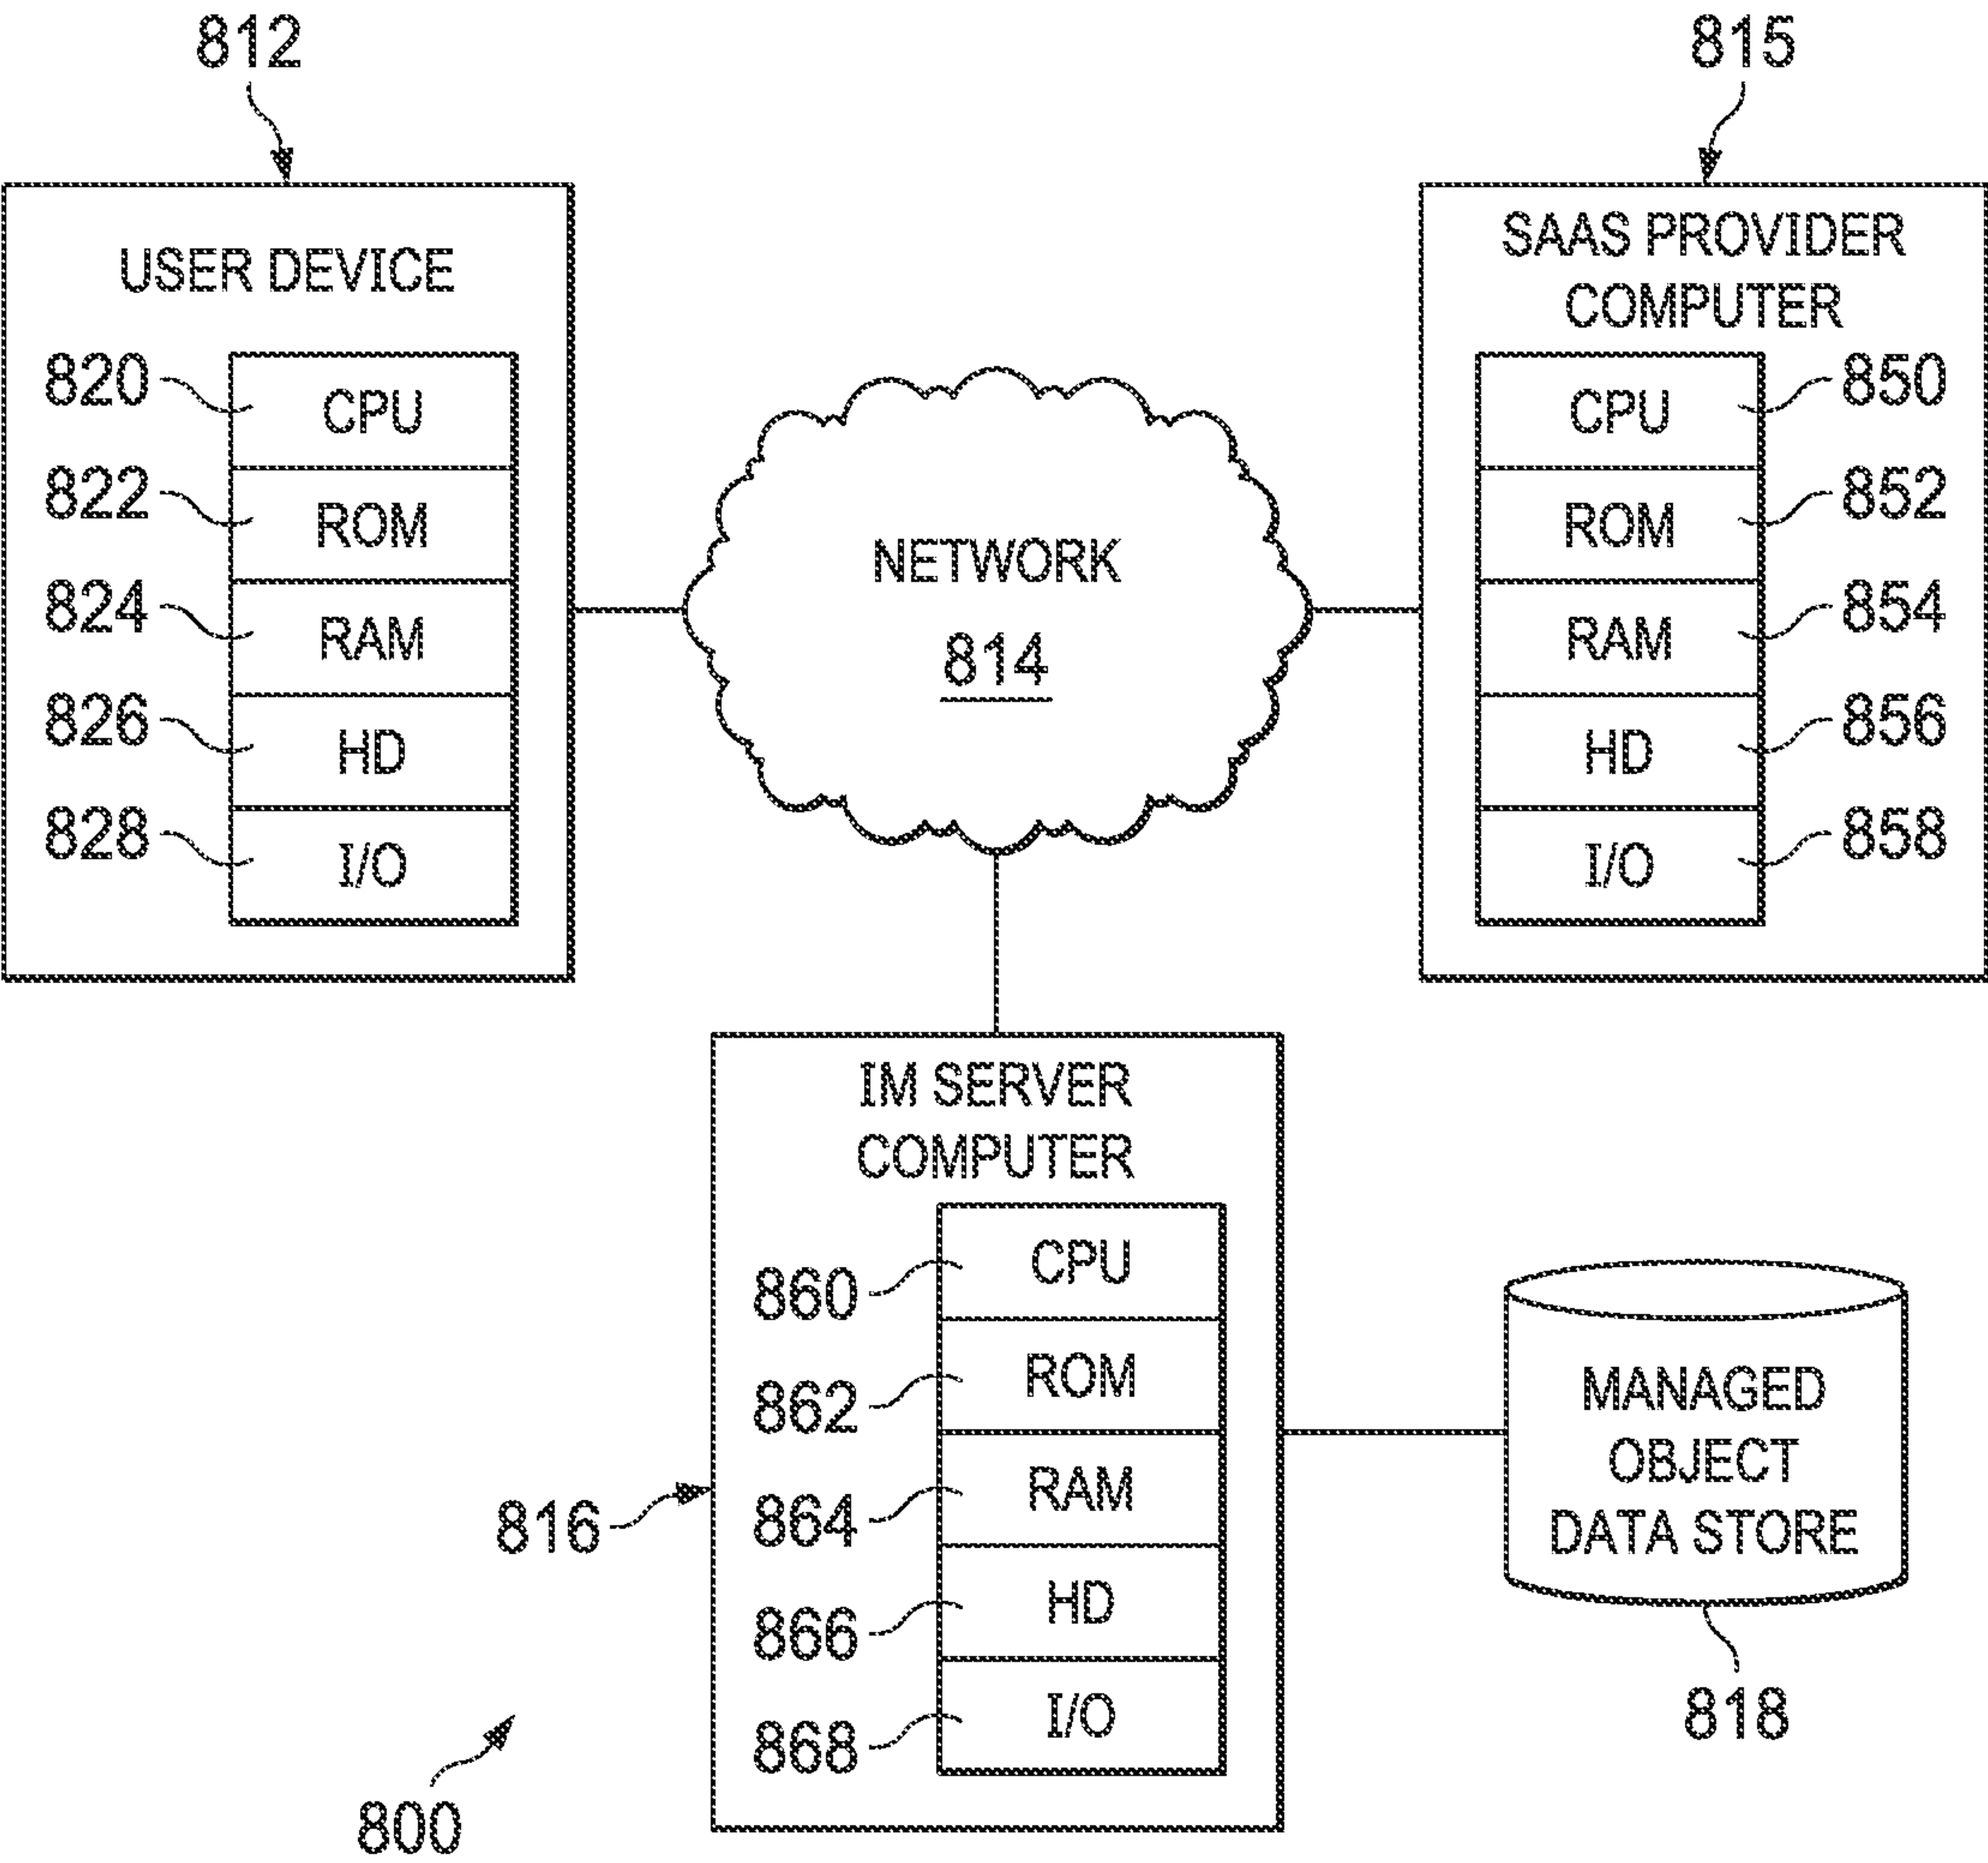 812
815
USER DEVICE
820 CPU
822 ROM
824 RAM
826 HD
828 I/O
NETWORK
814
SAAS PROVIDER
COMPUTER
CPU 850
ROM 852
RAM 854
HD 856
I/O 858
IM SERVER
COMPUTER
860 CPU
862 ROM
864 RAM
866 HD
868 I/O
816
MANAGED
OBJECT
DATA STORE
818
800